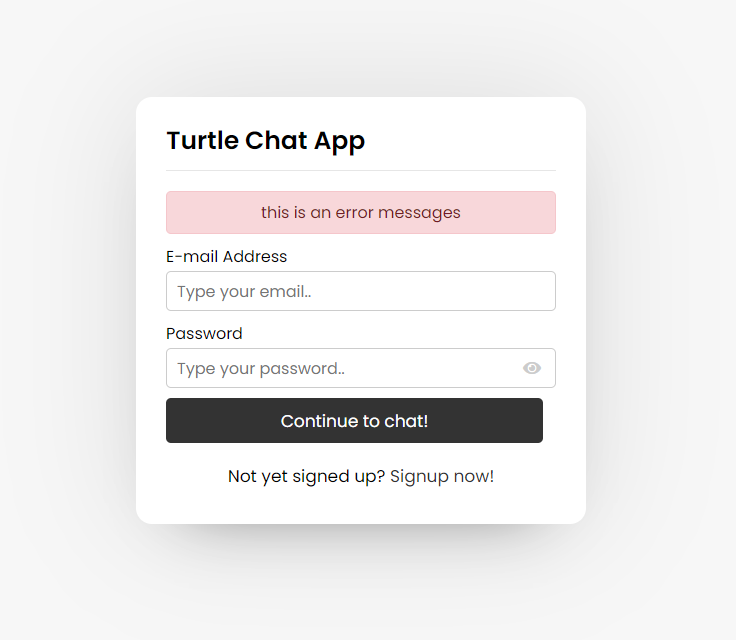 Turtle Chat App
this is an error messages
E-mail Address
Type your email..
Password
Type your password..
Continue to chat!
Not yet signed up? Signup now!